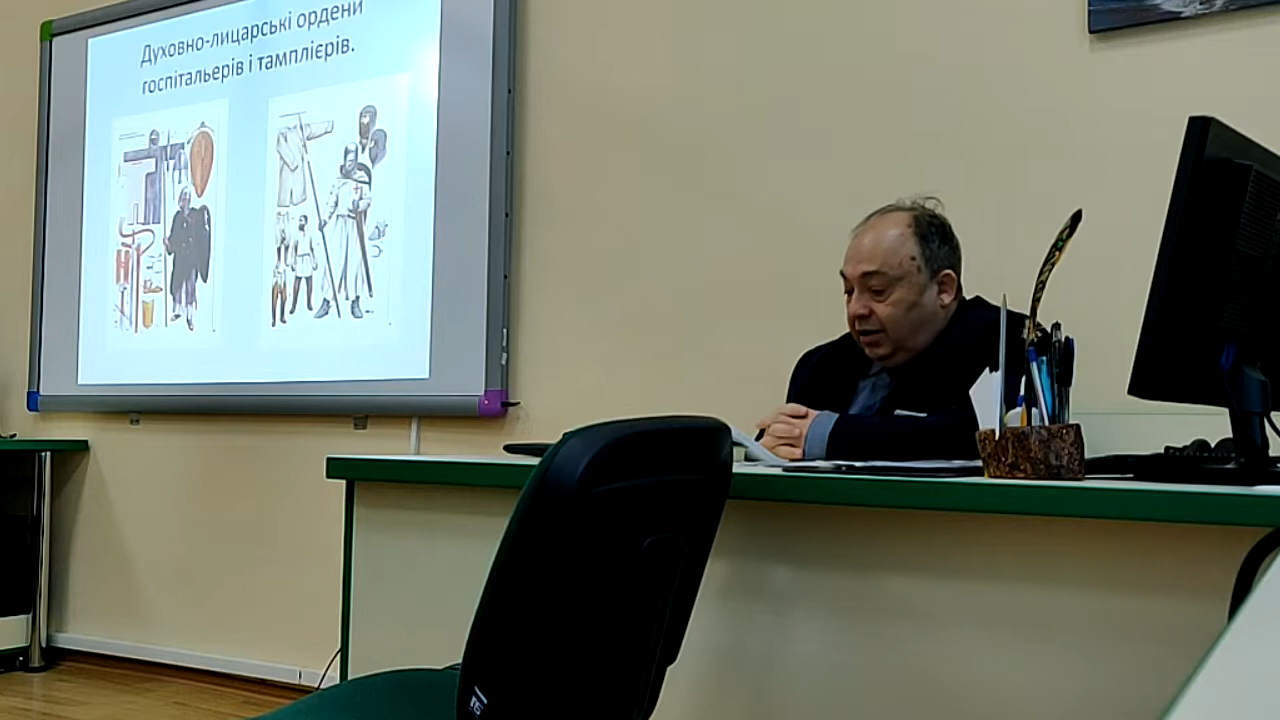 Духовно-лицарські ордени
госпітальєрів і тамплієрів.